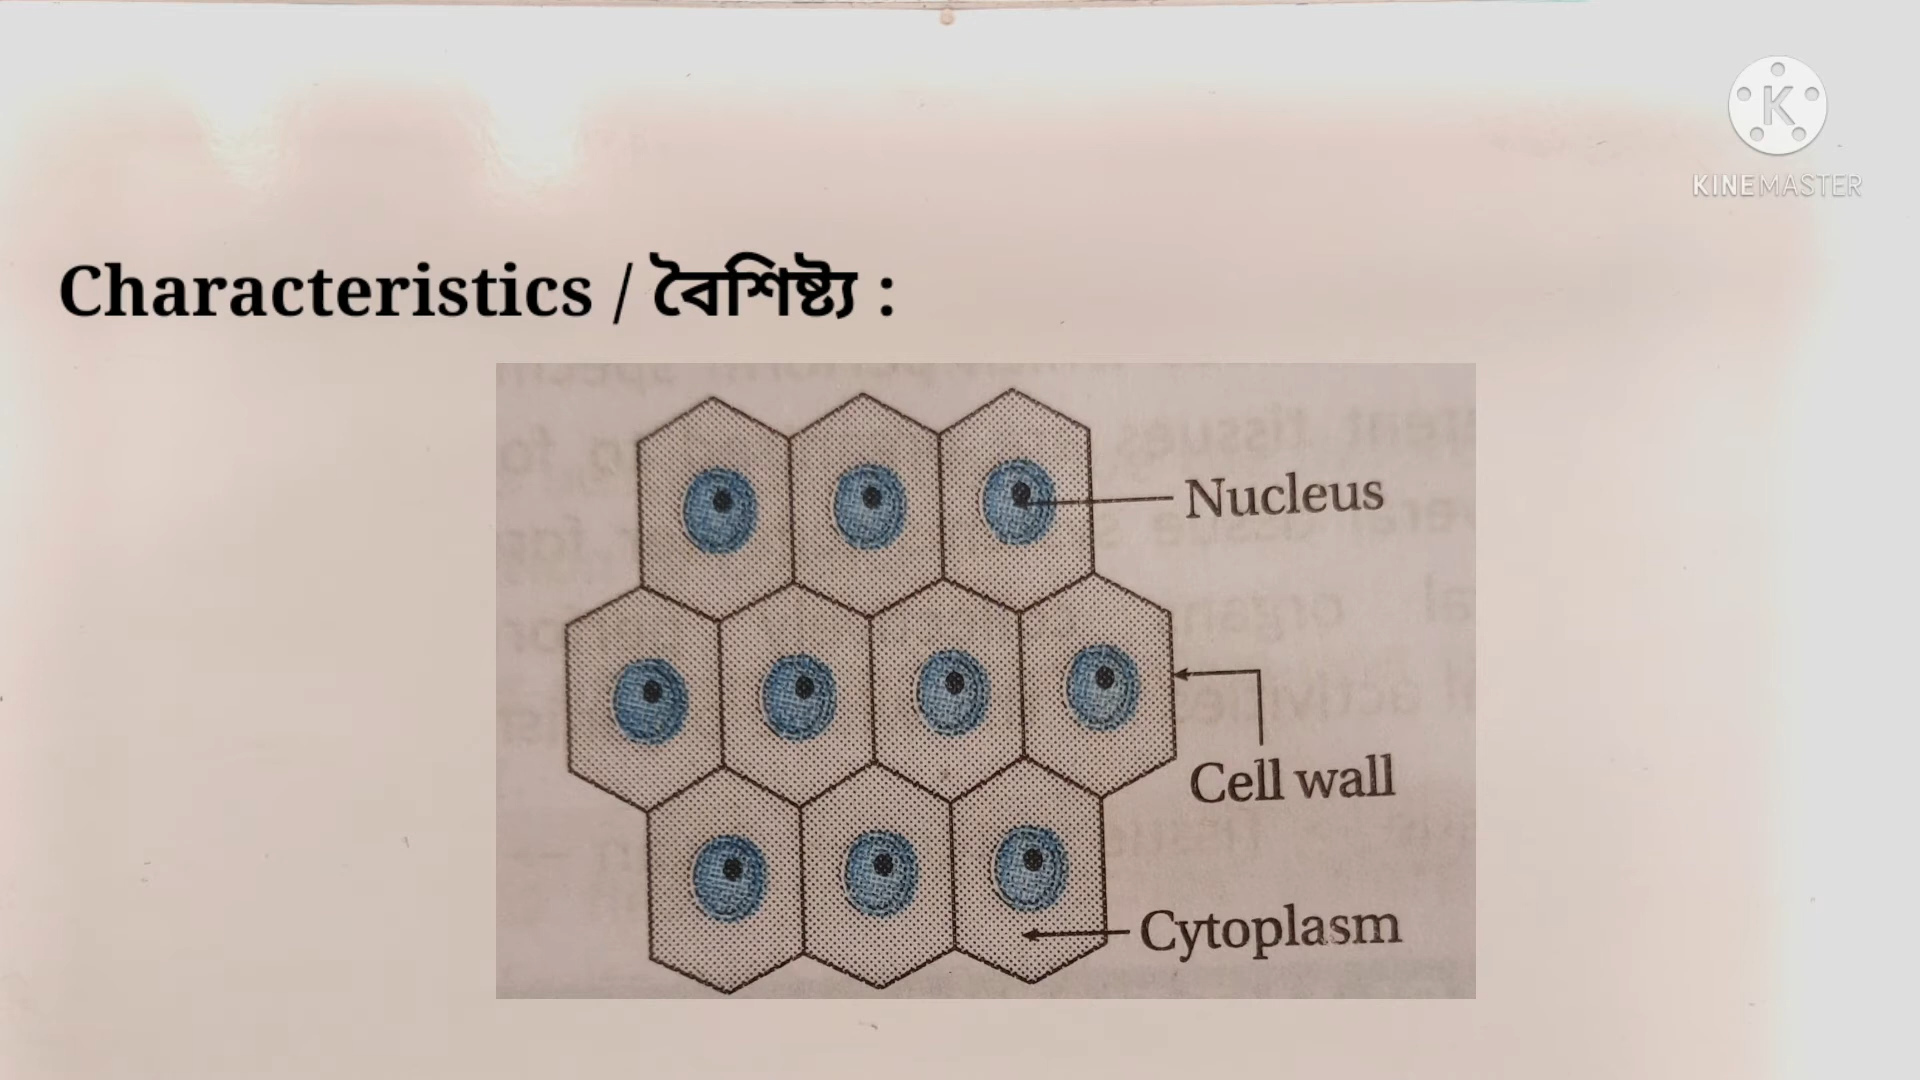 KINEMASTER
Characteristics / বৈশিষ্ট্য :
Nucleus
Cell wall
Cytoplasm